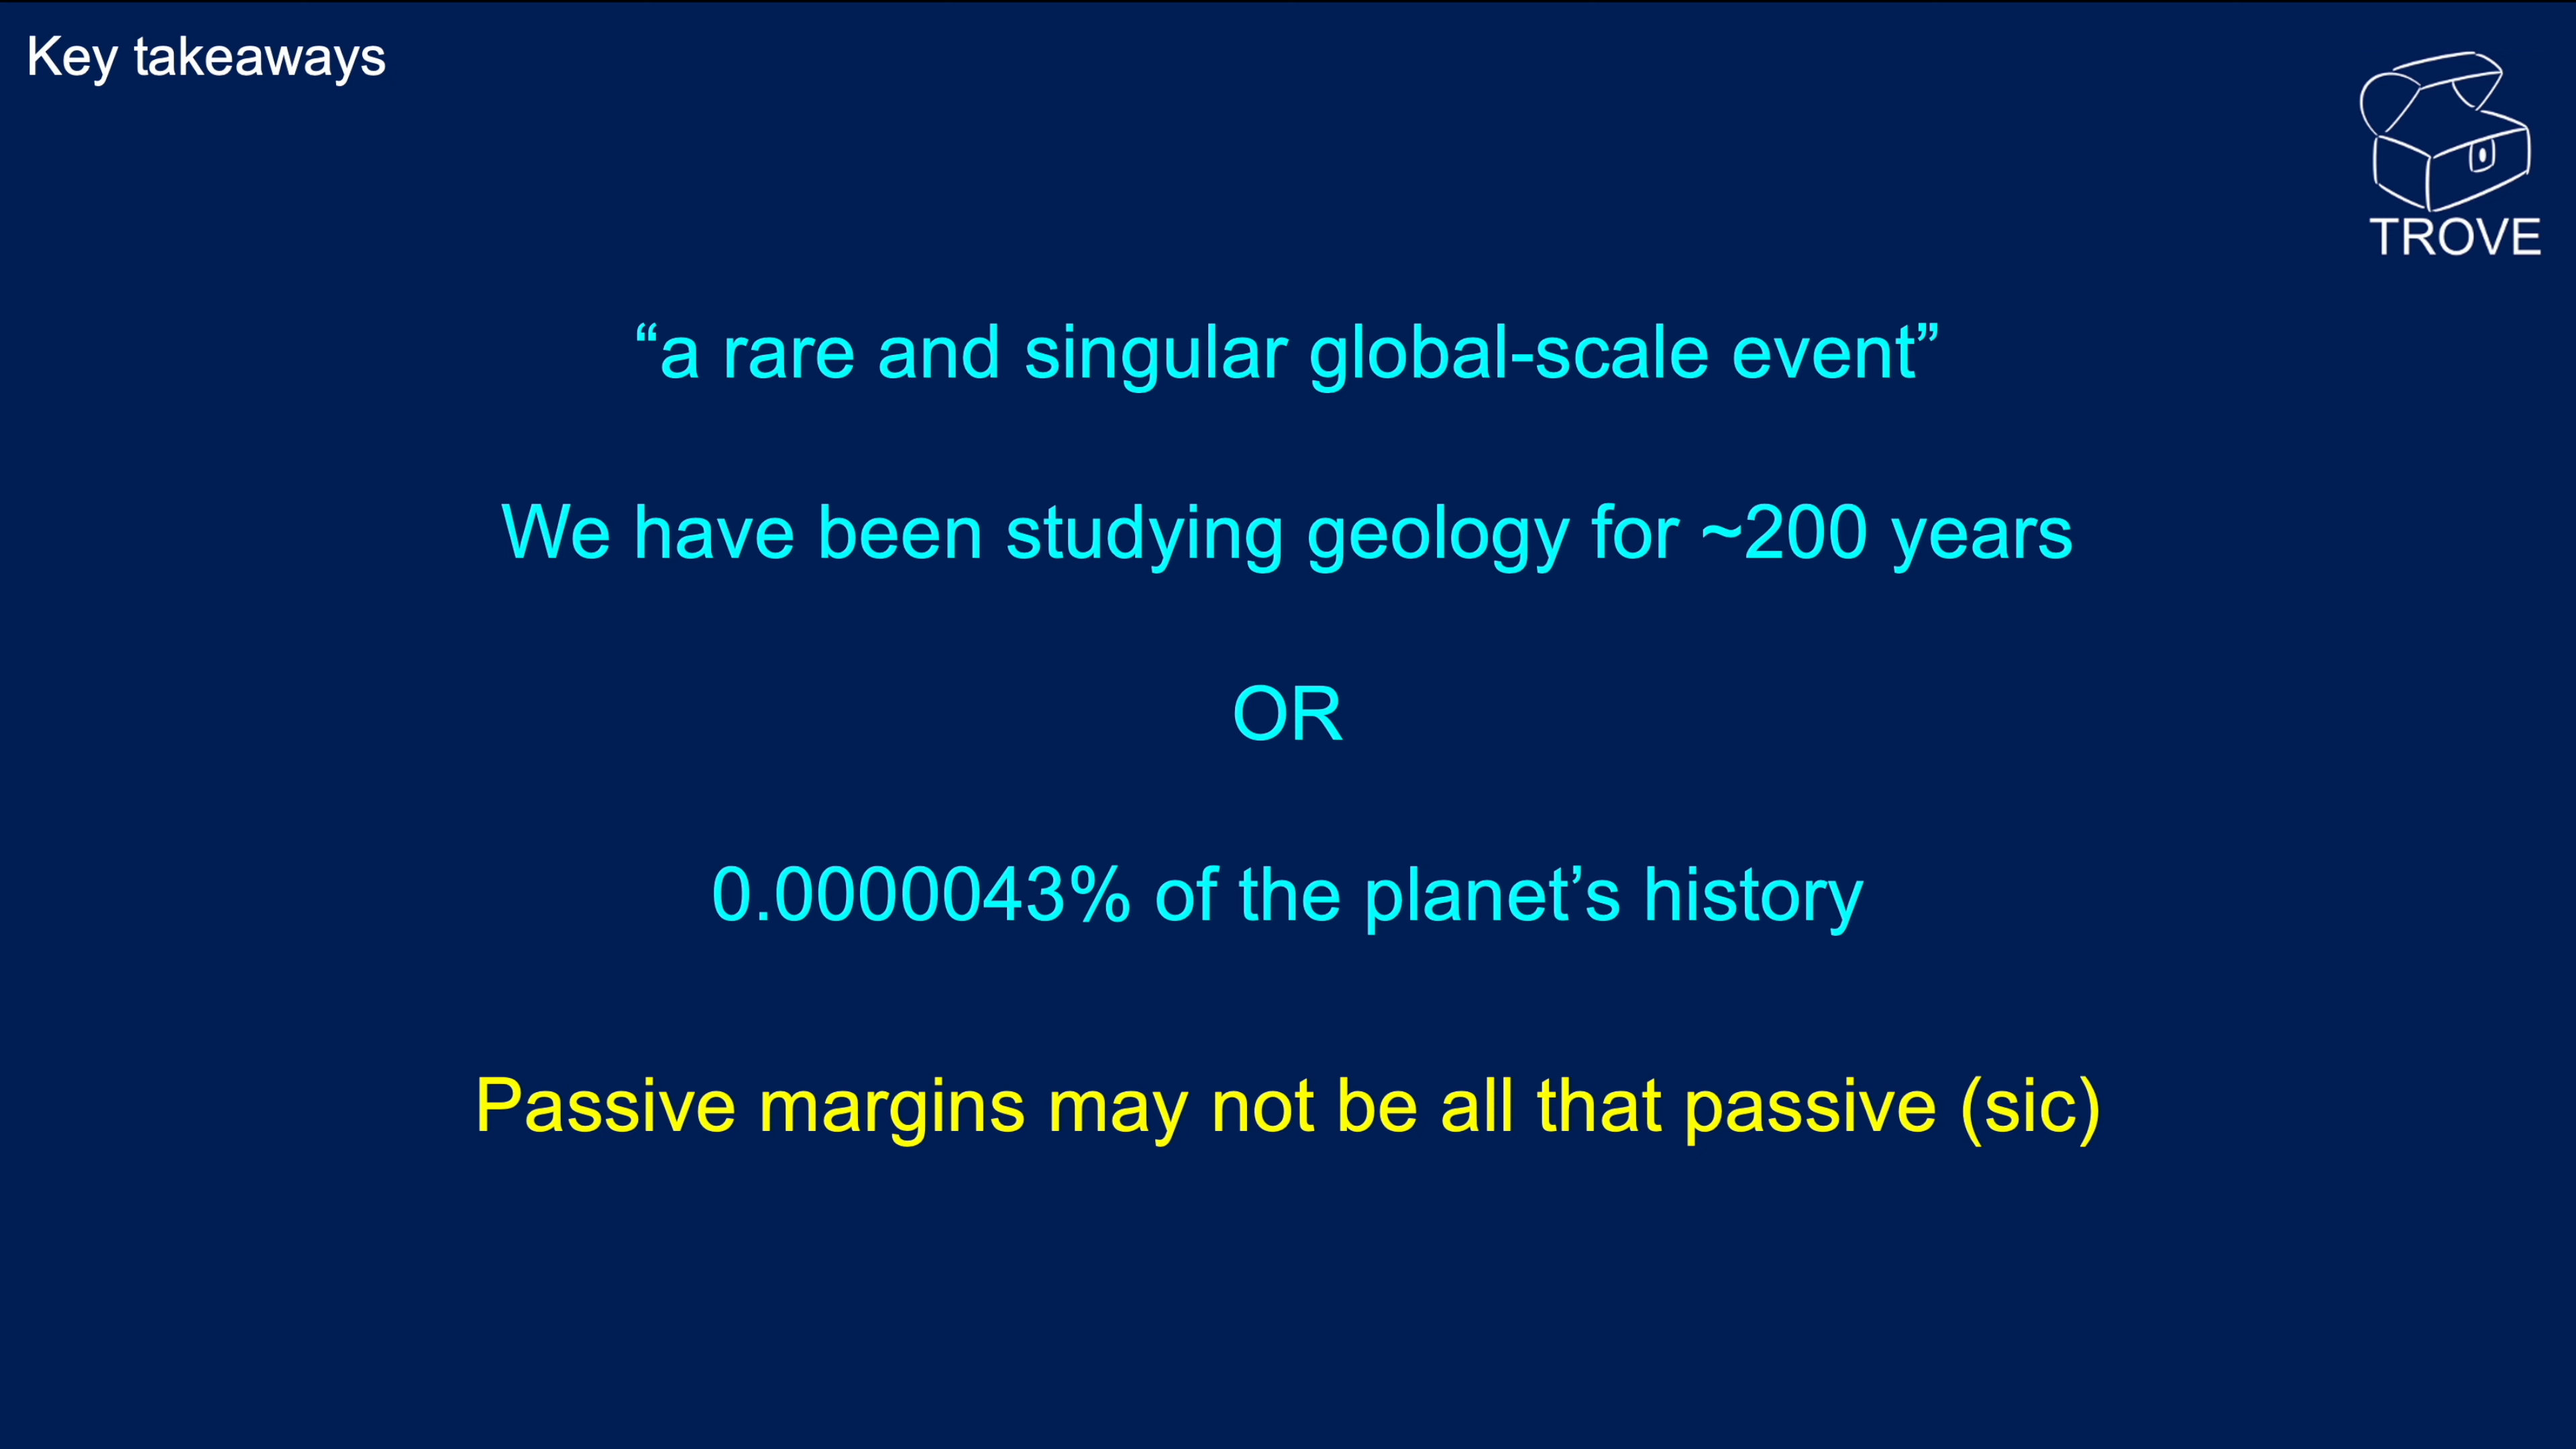 Key takeaways
TROVE
“a rare and singular global-scale event”
We have been studying geology for ~200 years
OR
0.0000043% of the planet’s history
Passive margins may not be all that passive (sic)